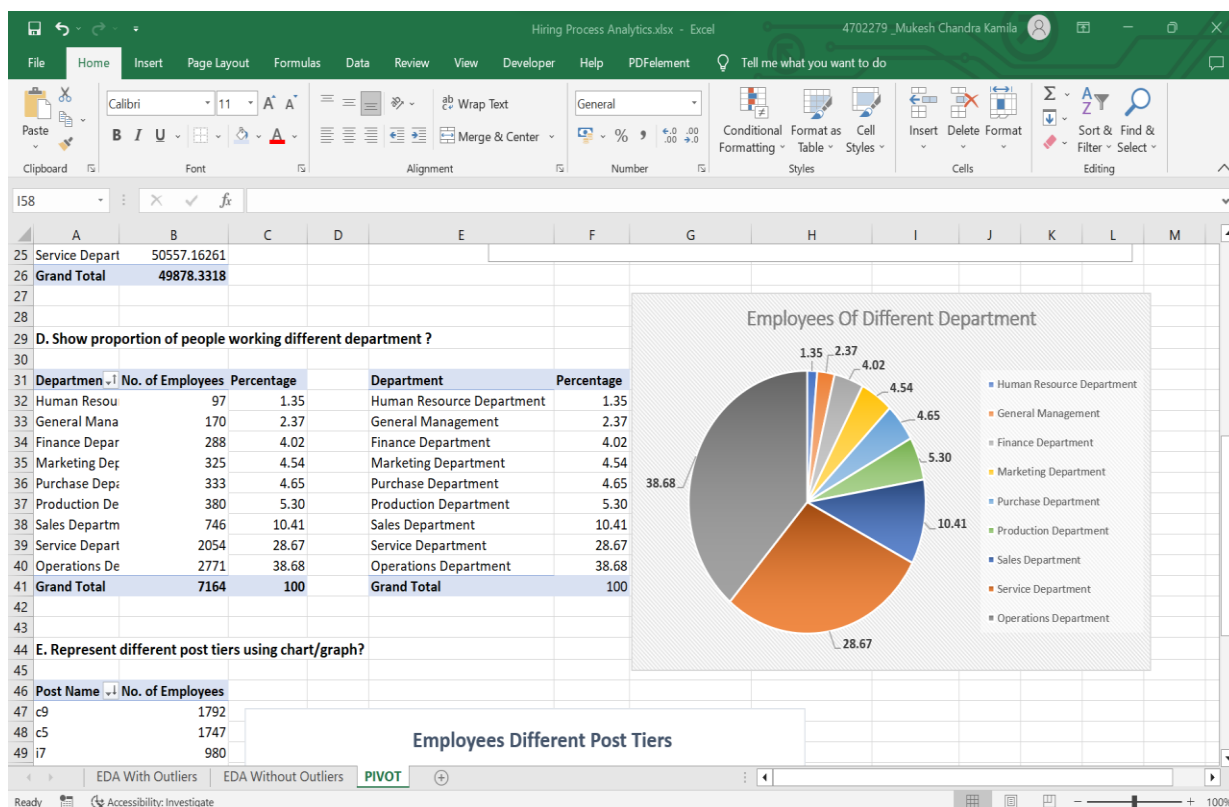 Hiring Process Analytics.xlsx - Excel 4702279 _Mukesh Chandra Kamila
File Home Insert Page Layout Formulas Data Review View Developer Help PDFelement Tell me what you want to do
Calibri 11 A A ab Wrap Text General
Paste B I U A Merge & Center % Conditional Formatting Format as Table Cell Styles Insert Delete Format Sort & Filter Find & Select
Clipboard Font Alignment Number Styles Cells Editing
I58 fx
A B C D E F G H I J K L M
25 Service Depart 50557.16261
26 Grand Total 49878.3318
27
28
29 D. Show proportion of people working different department ?
30
31 Departmen No. of Employees Percentage Department Percentage
32 Human Resou 97 1.35 Human Resource Department 1.35
33 General Mana 170 2.37 General Management 2.37
34 Finance Depar 288 4.02 Finance Department 4.02
35 Marketing Dep 325 4.54 Marketing Department 4.54
36 Purchase Depa 333 4.65 Purchase Department 4.65
37 Production De 380 5.30 Production Department 5.30
38 Sales Departm 746 10.41 Sales Department 10.41
39 Service Depart 2054 28.67 Service Department 28.67
40 Operations De 2771 38.68 Operations Department 38.68
41 Grand Total 7164 100 Grand Total 100
42
43
44 E. Represent different post tiers using chart/graph?
45
46 Post Name No. of Employees
47 c9 1792
48 c5 1747
49 i7 980
Employees Of Different Department
1.35
2.37
4.02
4.54
4.65
5.30
10.41
28.67
38.68
Human Resource Department
General Management
Finance Department
Marketing Department
Purchase Department
Production Department
Sales Department
Service Department
Operations Department
Employees Different Post Tiers
EDA With Outliers EDA Without Outliers PIVOT
Ready Accessibility: Investigate 100%